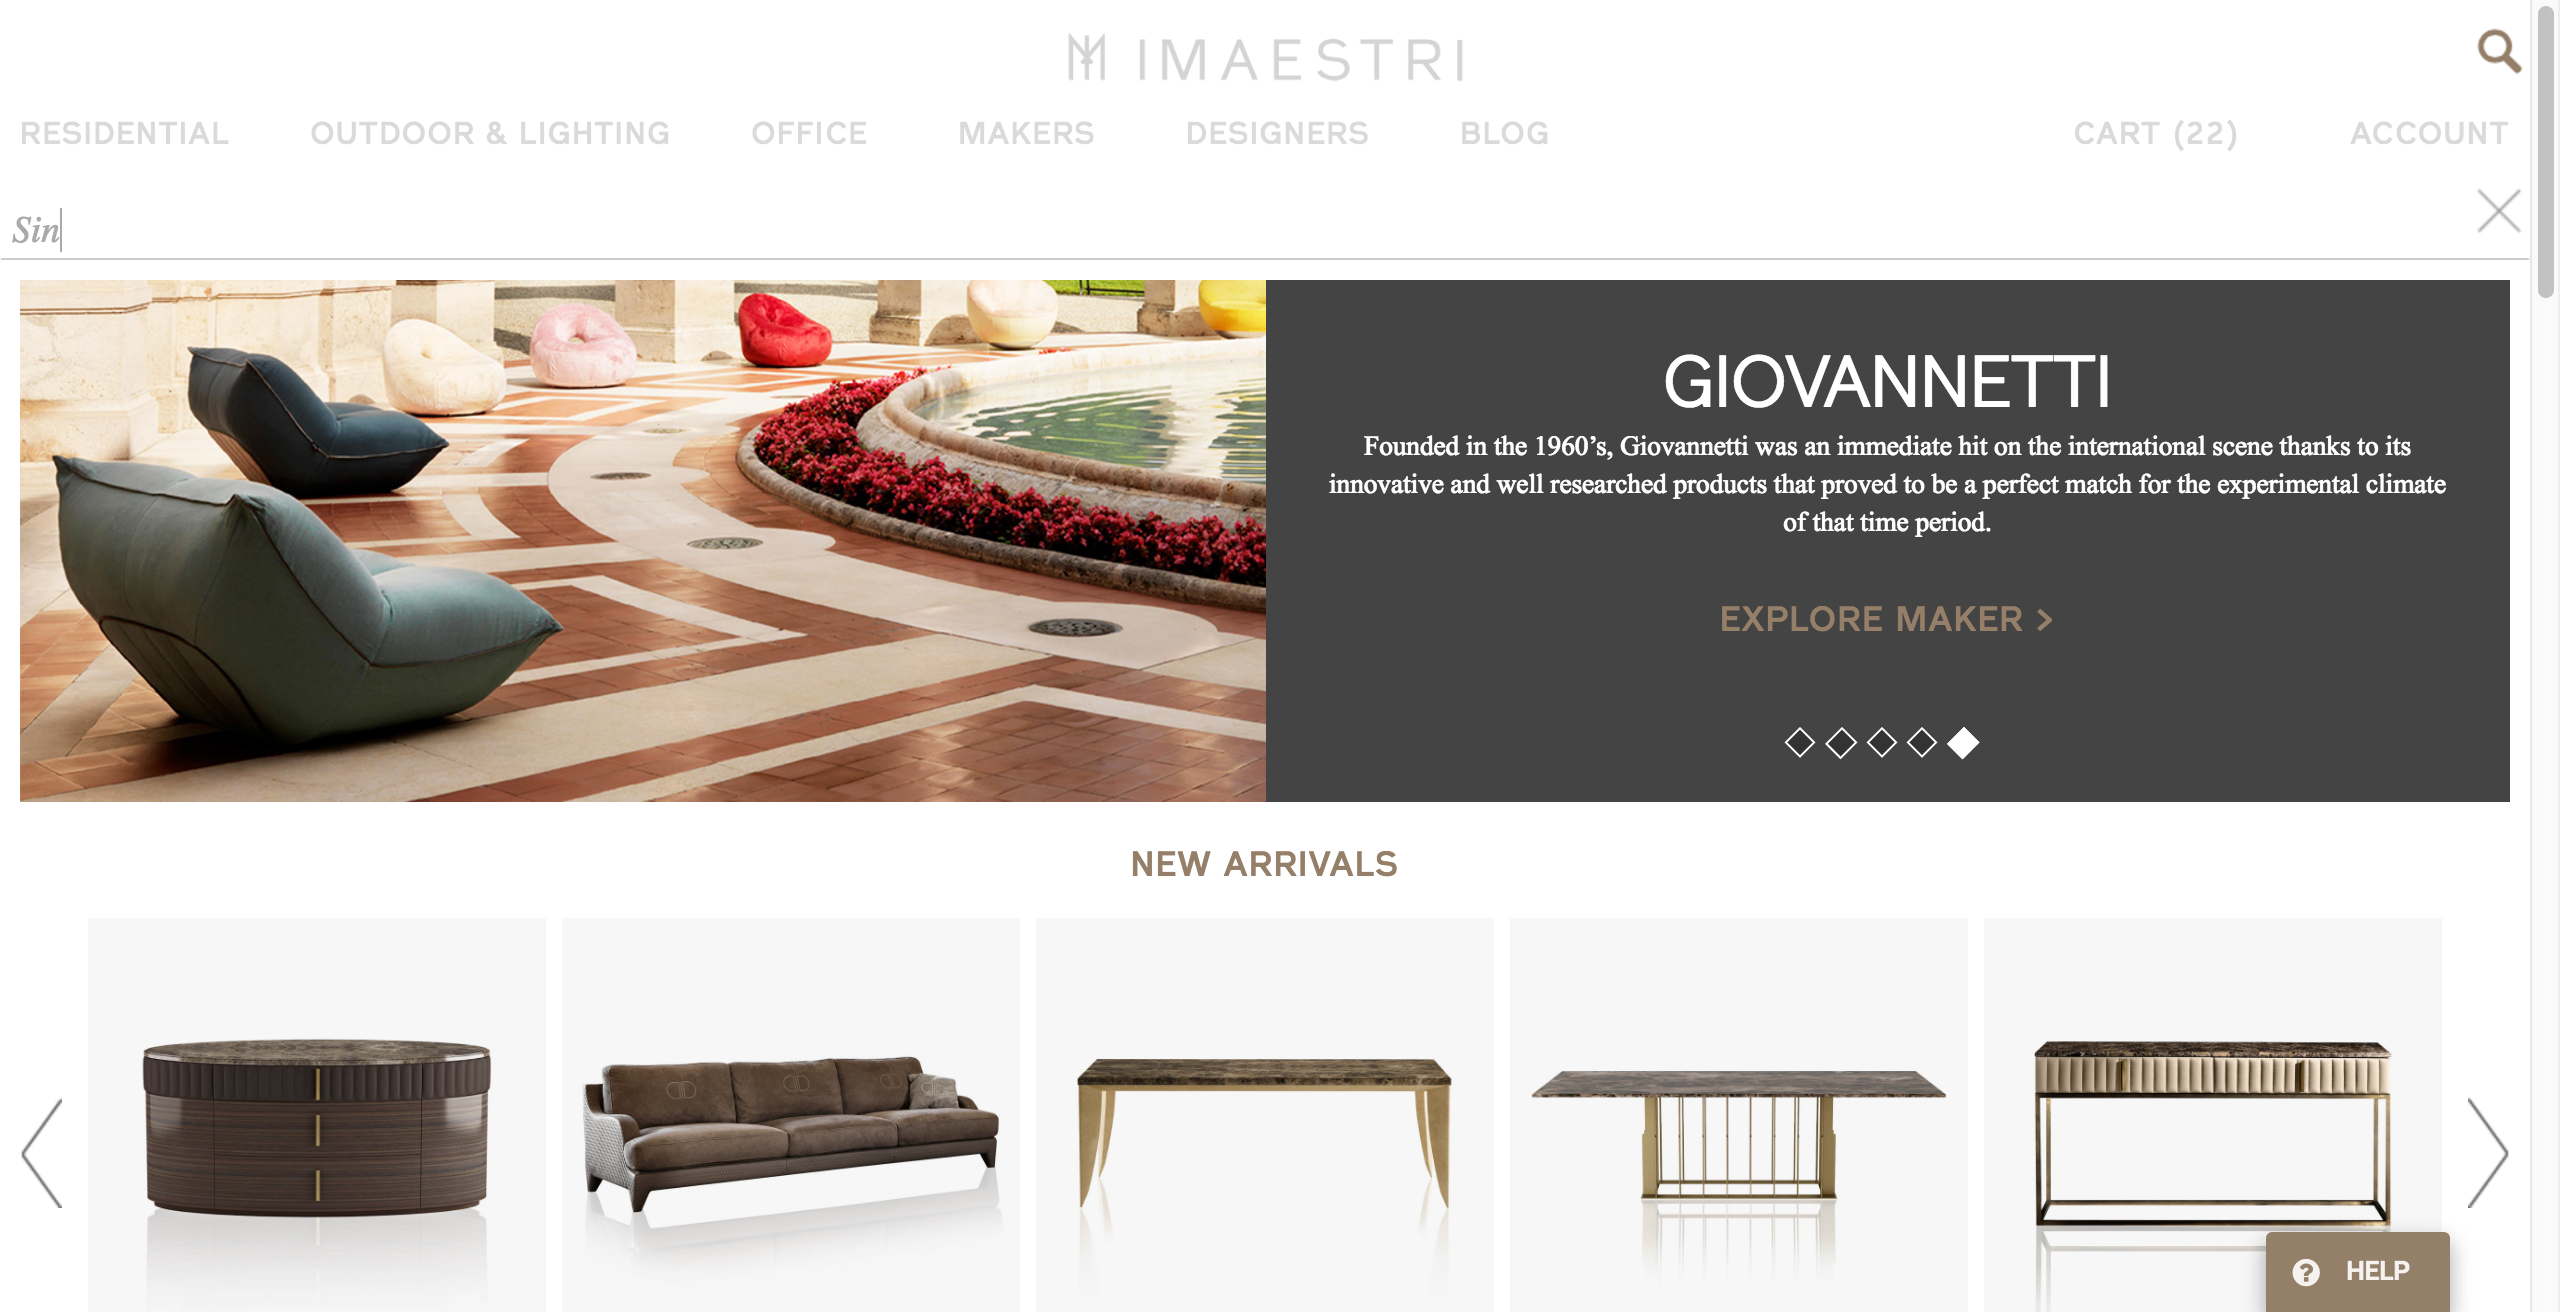 IMAESTRI
RESIDENTIAL OUTDOOR & LIGHTING OFFICE MAKERS DESIGNERS BLOG CART (22) ACCOUNT
Sin
GIOVANNETTI
Founded in the 1960’s, Giovannetti was an immediate hit on the international scene thanks to its
innovative and well researched products that proved to be a perfect match for the experimental climate
of that time period.
EXPLORE MAKER >
NEW ARRIVALS
? HELP